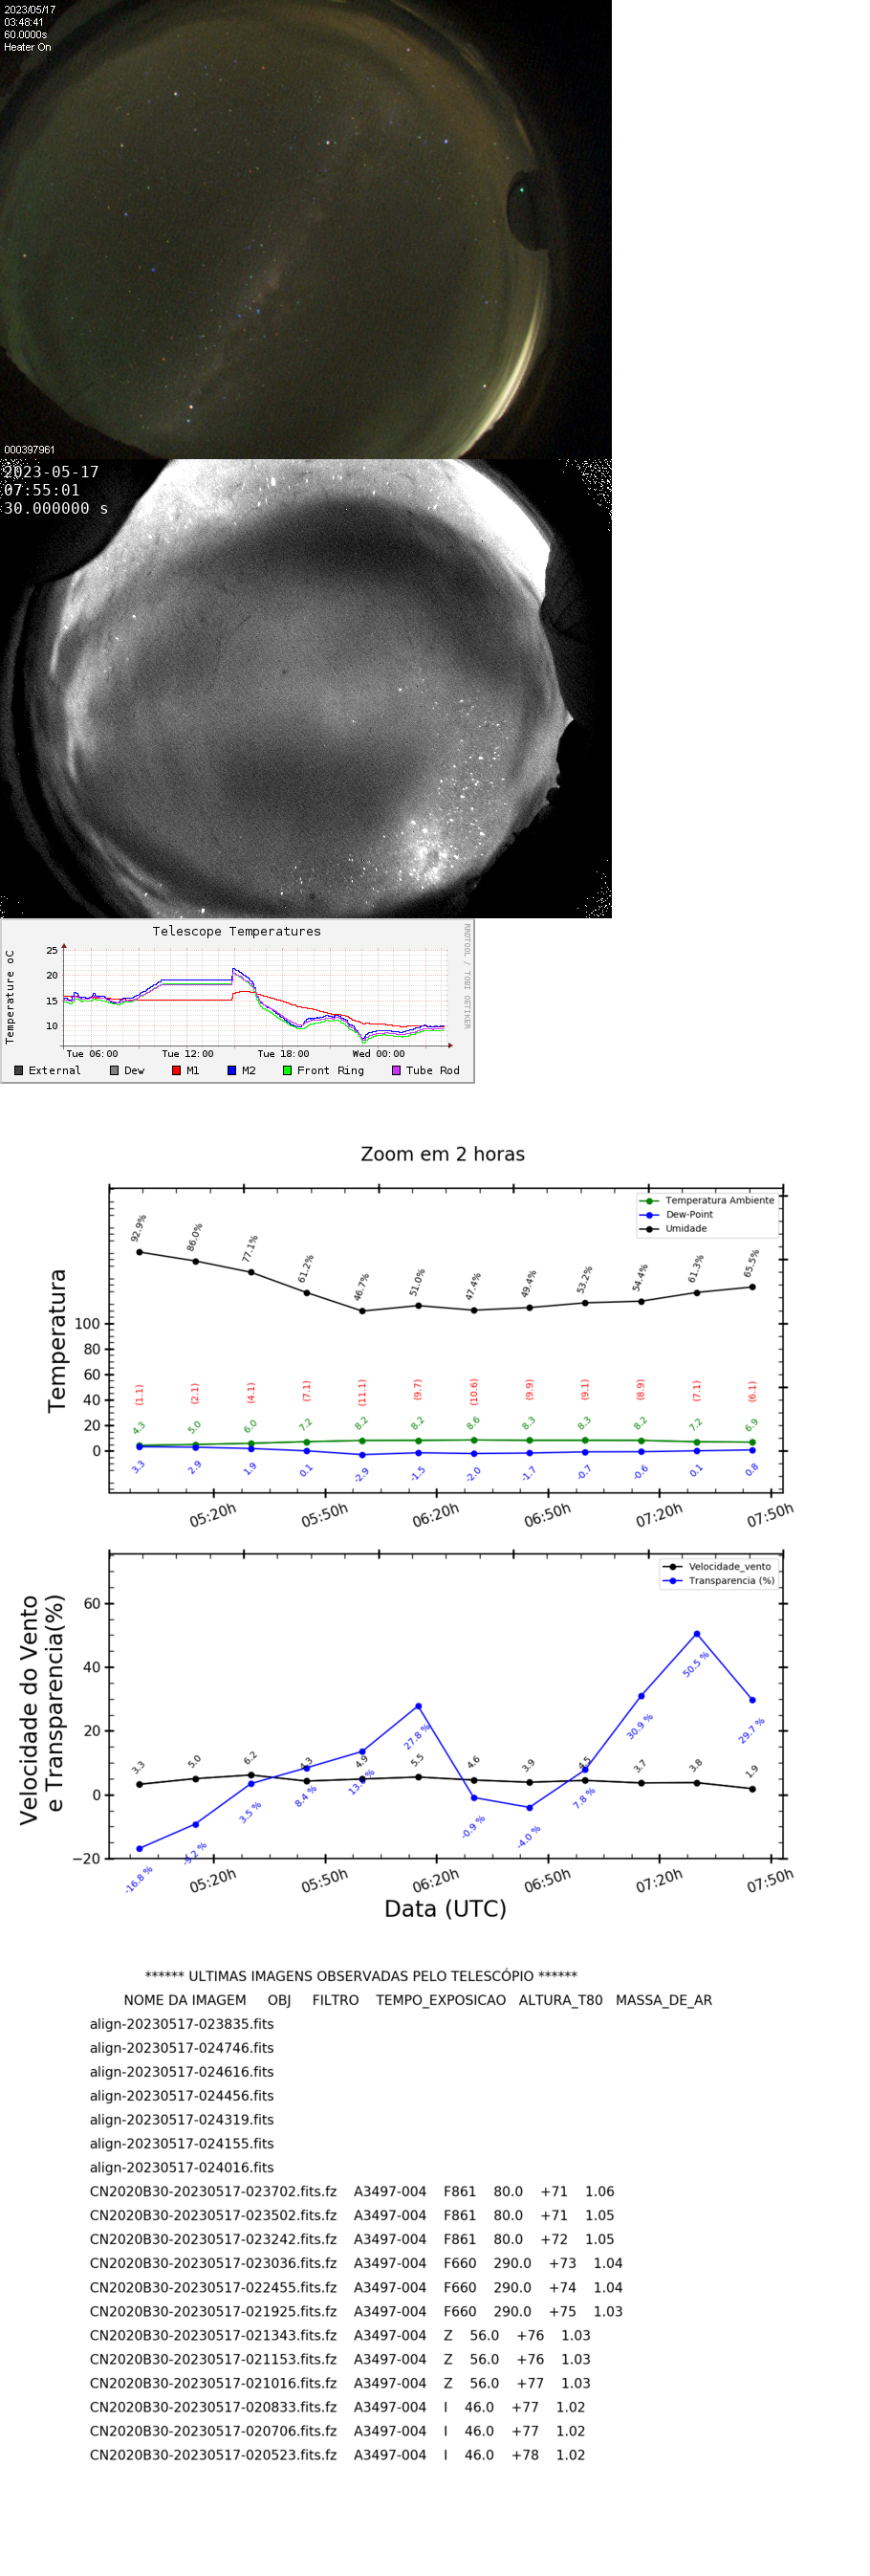 2023/05/17
03:48:41
60.0000s
Heater On
000397961
2023-05-17
07:55:01
30.000000 s
Telescope Temperatures
RRDTOOL / TOBI OETIKER
Temperature oC
25
20
15
10
Tue 06:00 Tue 12:00 Tue 18:00 Wed 00:00
External Dew M1 M2 Front Ring Tube Rod
Zoom em 2 horas
Temperatura Ambiente
Dew-Point
Umidade
92.9% 86.0% 77.1% 61.2% 46.7% 51.0% 47.4% 49.4% 53.2% 54.4% 61.3% 65.5%
Temperatura
100
80
60
40
20
0
(1.1) (2.1) (4.1) (7.1) (11.1) (9.7) (10.6) (9.9) (9.1) (8.9) (7.1) (6.1)
4.3 5.0 6.0 7.2 8.2 8.2 8.6 8.3 8.3 8.2 7.2 6.9
3.3 2.9 1.9 0.1 -2.9 -1.5 -2.0 -1.7 -0.7 -0.6 0.1 0.8
05:20h 05:50h 06:20h 06:50h 07:20h 07:50h
Velocidade_vento
Transparencia (%)
Velocidade do Vento
e Transparencia(%)
60
40
20
0
−20
3.3 5.0 6.2 4.3 4.9 5.5 4.6 3.9 4.5 3.7 3.8 1.9
-16.8 % -9.2 % 3.5 % 8.4 % 27.8 % -0.9 % -4.0 % 7.8 % 30.9 % 50.5 % 29.7 %
05:20h 05:50h 06:20h 06:50h 07:20h 07:50h
Data (UTC)
****** ULTIMAS IMAGENS OBSERVADAS PELO TELESCÓPIO ******
NOME DA IMAGEM OBJ FILTRO TEMPO_EXPOSICAO ALTURA_T80 MASSA_DE_AR
align-20230517-023835.fits
align-20230517-024746.fits
align-20230517-024616.fits
align-20230517-024456.fits
align-20230517-024319.fits
align-20230517-024155.fits
align-20230517-024016.fits
CN2020B30-20230517-023702.fits.fz A3497-004 F861 80.0 +71 1.06
CN2020B30-20230517-023502.fits.fz A3497-004 F861 80.0 +71 1.05
CN2020B30-20230517-023242.fits.fz A3497-004 F861 80.0 +72 1.05
CN2020B30-20230517-023036.fits.fz A3497-004 F660 290.0 +73 1.04
CN2020B30-20230517-022455.fits.fz A3497-004 F660 290.0 +74 1.04
CN2020B30-20230517-021925.fits.fz A3497-004 F660 290.0 +75 1.03
CN2020B30-20230517-021343.fits.fz A3497-004 Z 56.0 +76 1.03
CN2020B30-20230517-021153.fits.fz A3497-004 Z 56.0 +76 1.03
CN2020B30-20230517-021016.fits.fz A3497-004 Z 56.0 +77 1.03
CN2020B30-20230517-020833.fits.fz A3497-004 I 46.0 +77 1.02
CN2020B30-20230517-020706.fits.fz A3497-004 I 46.0 +77 1.02
CN2020B30-20230517-020523.fits.fz A3497-004 I 46.0 +78 1.02